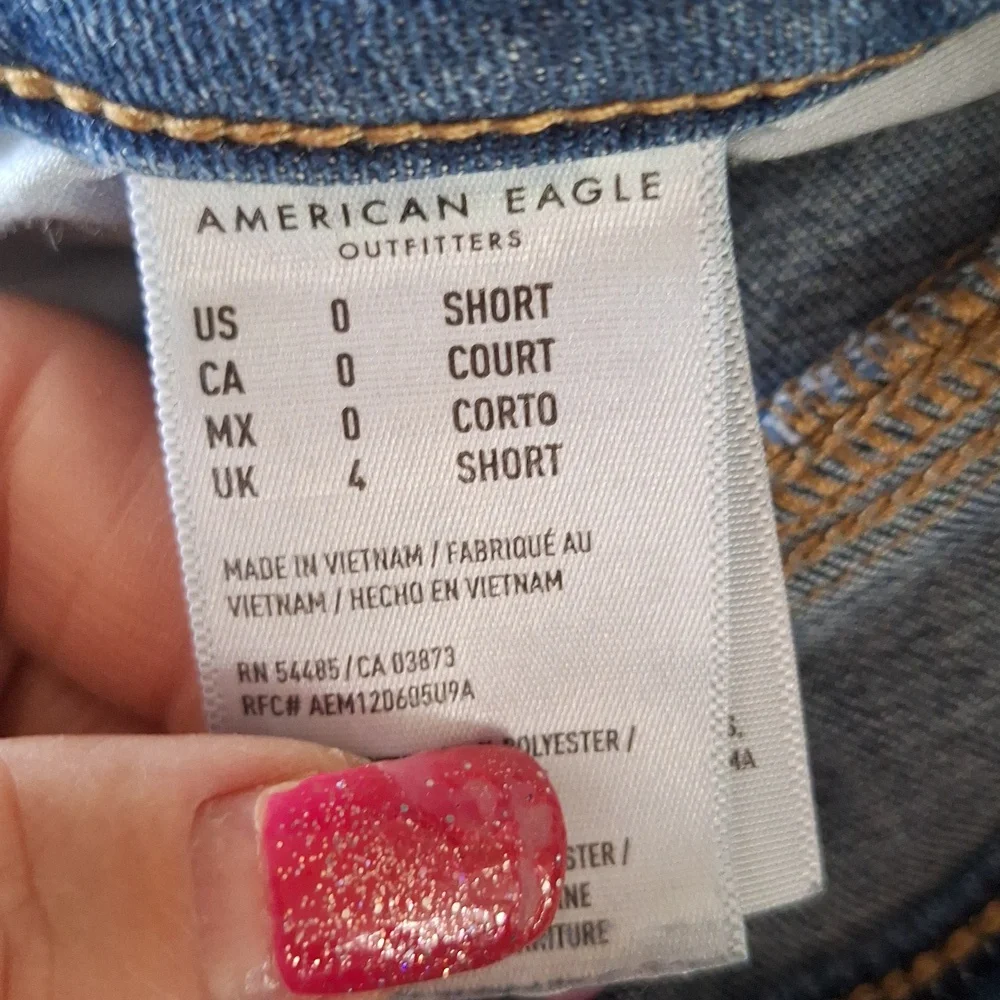 AMERICAN EAGLE
OUTFITTERS
US 0 SHORT
CA 0 COURT
MX 0 CORTO
UK 4 SHORT
MADE IN VIETNAM / FABRIQUÉ AU
VIETNAM / HECHO EN VIETNAM
RN 54485 / CA 03873
RFC# AEM120605U9A
POLYESTER /